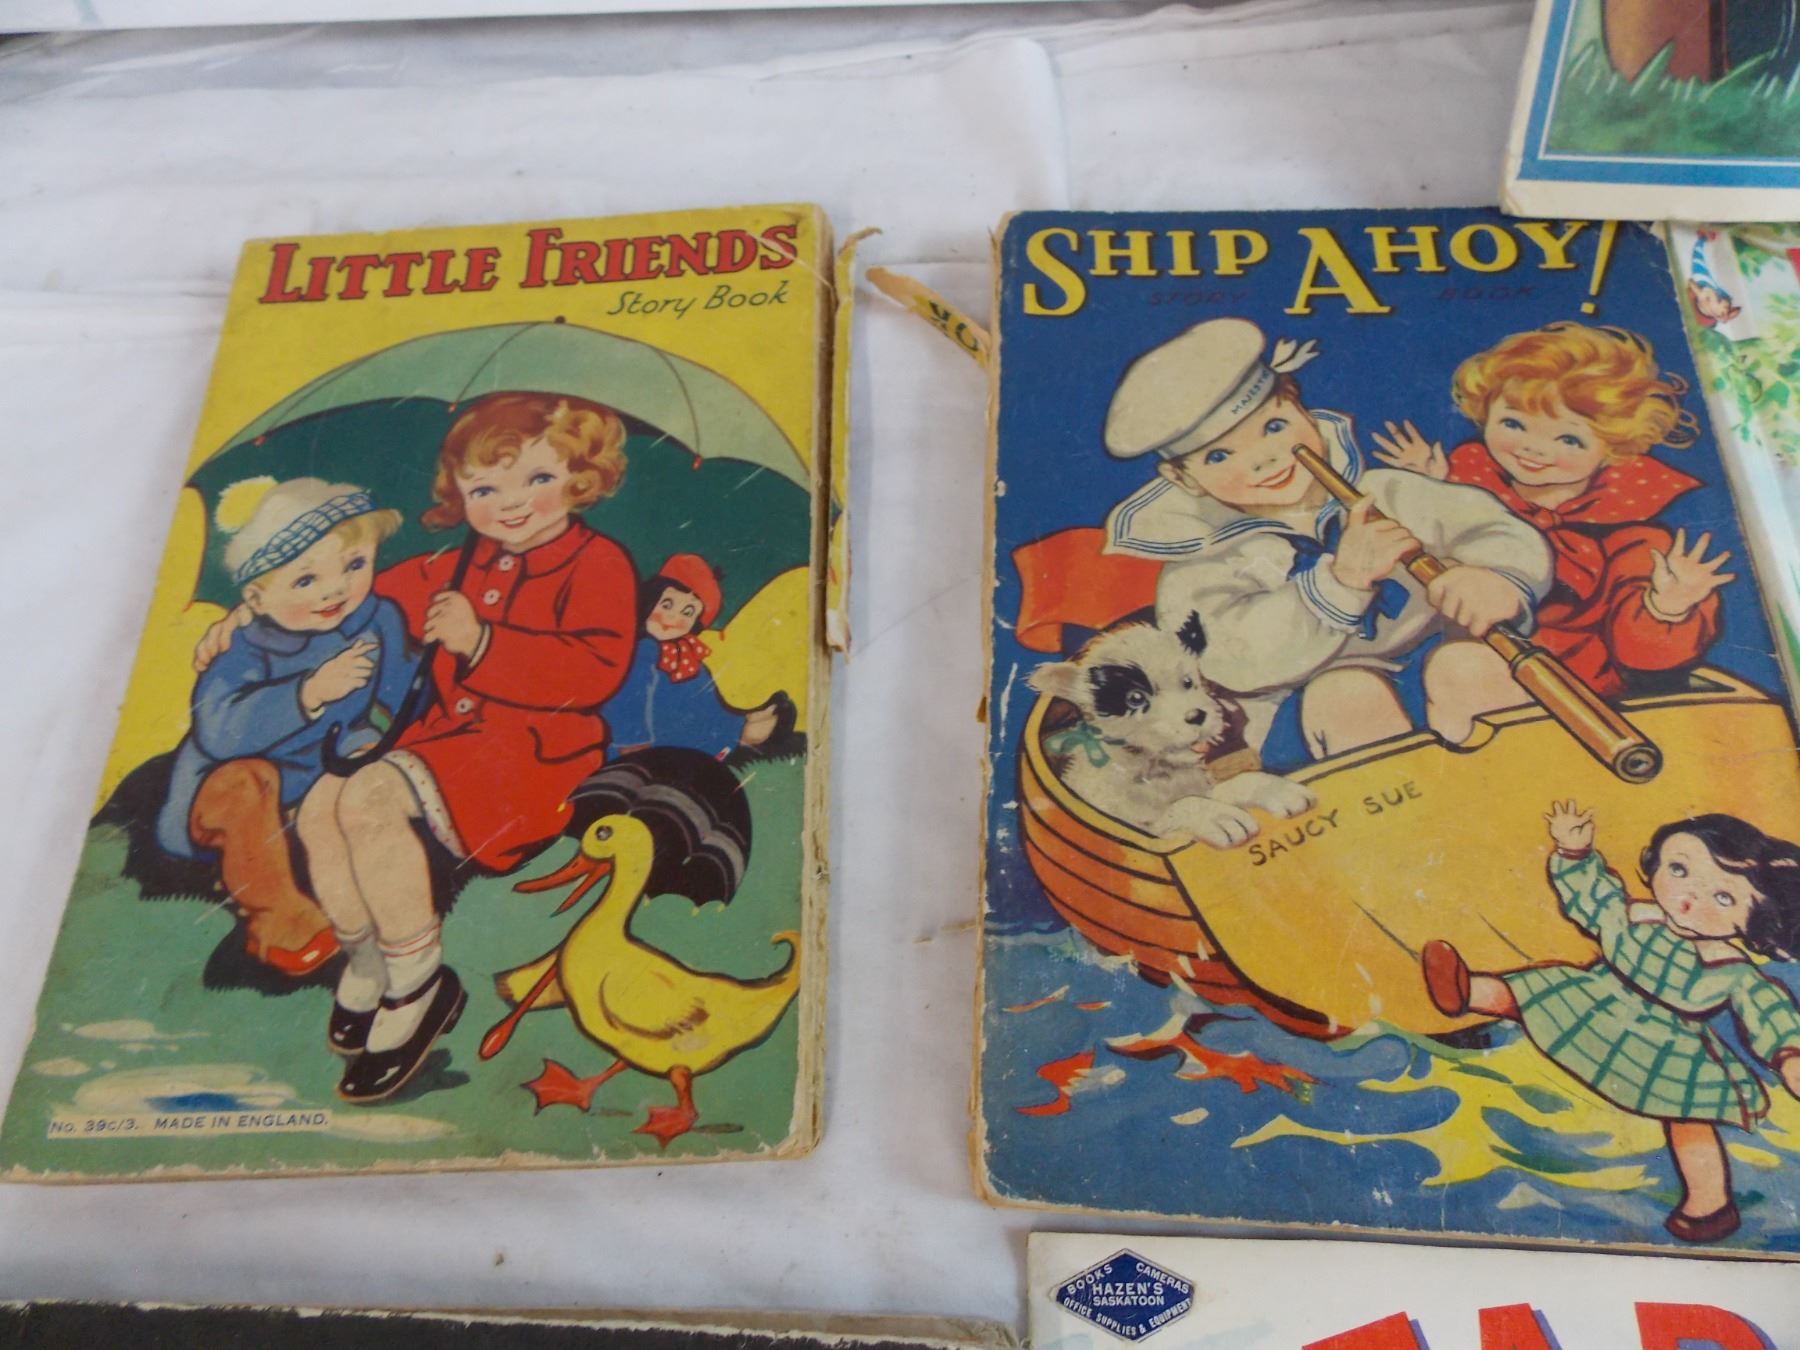 LITTLE FRIENDS
Story Book
No. 39c/3. MADE IN ENGLAND.
SHIP AHOY!
STORY BOOK
MAJESTIC
SAUCY SUE
BOOKS CAMERAS
HAZEN'S
SASKATOON
OFFICE SUPPLIES & EQUIPMENT